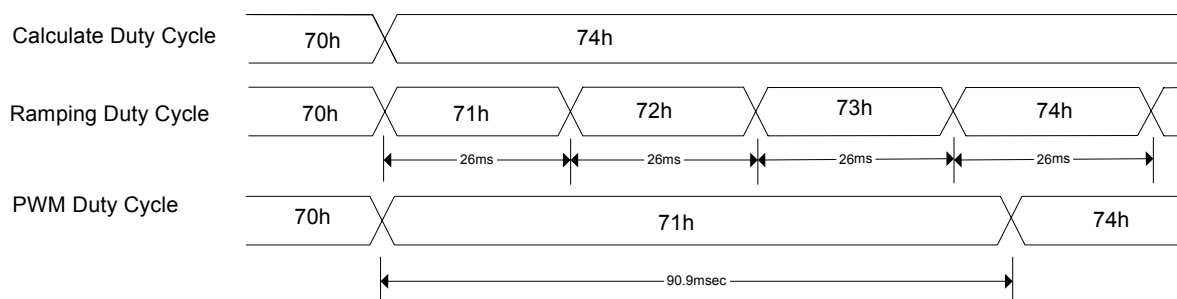 Calculate Duty Cycle 70h 74h
Ramping Duty Cycle 70h 71h 72h 73h 74h
26ms 26ms 26ms 26ms
PWM Duty Cycle 70h 71h 74h
90.9msec